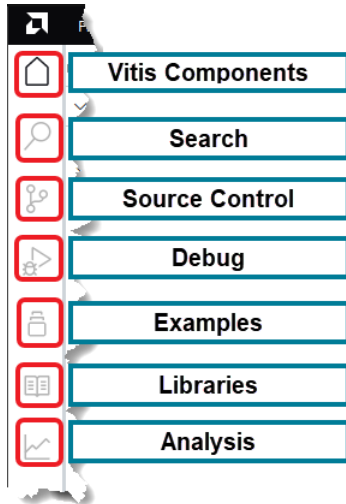 Vitis Components
Search
Source Control
Debug
Examples
Libraries
Analysis